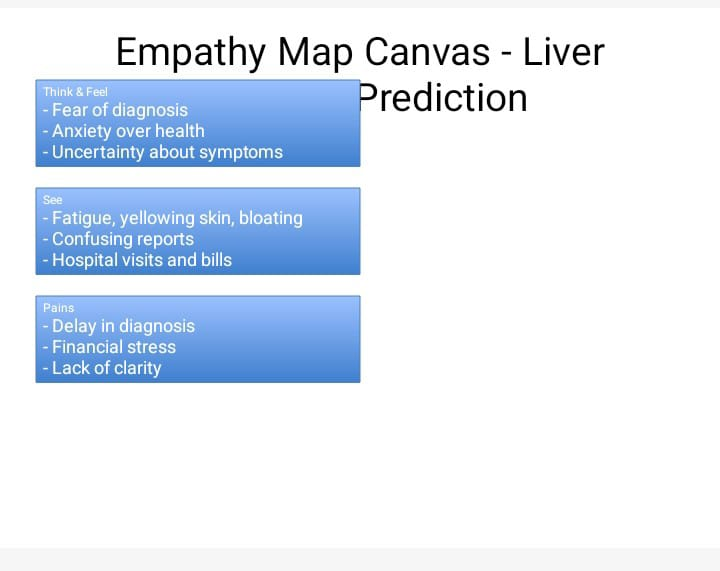 Empathy Map Canvas - Liver
Prediction
Think & Feel
- Fear of diagnosis
- Anxiety over health
- Uncertainty about symptoms
See
- Fatigue, yellowing skin, bloating
- Confusing reports
- Hospital visits and bills
Pains
- Delay in diagnosis
- Financial stress
- Lack of clarity